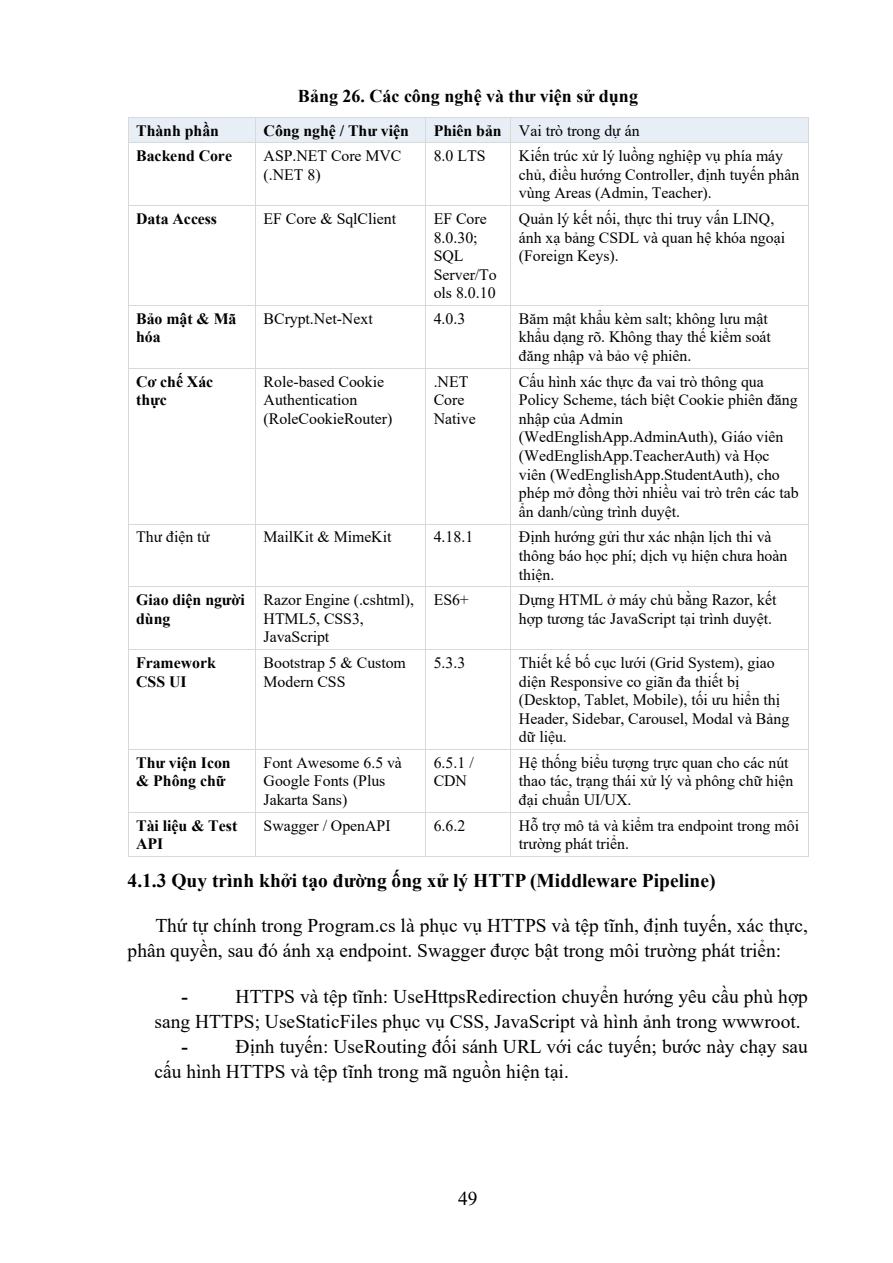 Bảng 26. Các công nghệ và thư viện sử dụng
Thành phần Công nghệ / Thư viện Phiên bản Vai trò trong dự án
Backend Core ASP.NET Core MVC 8.0 LTS Kiến trúc xử lý luồng nghiệp vụ phía máy
(.NET 8) chủ, điều hướng Controller, định tuyến phân
vùng Areas (Admin, Teacher).
Data Access EF Core & SqlClient EF Core Quản lý kết nối, thực thi truy vấn LINQ,
8.0.30; ánh xạ bảng CSDL và quan hệ khóa ngoại
SQL (Foreign Keys).
Server/To
ols 8.0.10
Bảo mật & Mã BCrypt.Net-Next 4.0.3 Băm mật khẩu kèm salt; không lưu mật
hóa khẩu dạng rõ. Không thay thế kiểm soát
đăng nhập và bảo vệ phiên.
Cơ chế Xác Role-based Cookie .NET Cấu hình xác thực đa vai trò thông qua
thực Authentication Core Policy Scheme, tách biệt Cookie phiên đăng
(RoleCookieRouter) Native nhập của Admin
(WedEnglishApp.AdminAuth), Giáo viên
(WedEnglishApp.TeacherAuth) và Học
viên (WedEnglishApp.StudentAuth), cho
phép mở đồng thời nhiều vai trò trên các tab
ẩn danh/cùng trình duyệt.
Thư điện tử MailKit & MimeKit 4.18.1 Định hướng gửi thư xác nhận lịch thi và
thông báo học phí; dịch vụ hiện chưa hoàn
thiện.
Giao diện người Razor Engine (.cshtml), ES6+ Dựng HTML ở máy chủ bằng Razor, kết
dùng HTML5, CSS3, hợp tương tác JavaScript tại trình duyệt.
JavaScript
Framework Bootstrap 5 & Custom 5.3.3 Thiết kế bố cục lưới (Grid System), giao
CSS UI Modern CSS diện Responsive co giãn đa thiết bị
(Desktop, Tablet, Mobile), tối ưu hiển thị
Header, Sidebar, Carousel, Modal và Bảng
dữ liệu.
Thư viện Icon Font Awesome 6.5 và 6.5.1 / Hệ thống biểu tượng trực quan cho các nút
& Phông chữ Google Fonts (Plus CDN thao tác, trạng thái xử lý và phông chữ hiện
Jakarta Sans) đại chuẩn UI/UX.
Tài liệu & Test Swagger / OpenAPI 6.6.2 Hỗ trợ mô tả và kiểm tra endpoint trong môi
API trường phát triển.
4.1.3 Quy trình khởi tạo đường ống xử lý HTTP (Middleware Pipeline)
Thứ tự chính trong Program.cs là phục vụ HTTPS và tệp tĩnh, định tuyến, xác thực,
phân quyền, sau đó ánh xạ endpoint. Swagger được bật trong môi trường phát triển:
- HTTPS và tệp tĩnh: UseHttpsRedirection chuyển hướng yêu cầu phù hợp
sang HTTPS; UseStaticFiles phục vụ CSS, JavaScript và hình ảnh trong wwwroot.
- Định tuyến: UseRouting đối sánh URL với các tuyến; bước này chạy sau
cấu hình HTTPS và tệp tĩnh trong mã nguồn hiện tại.
49